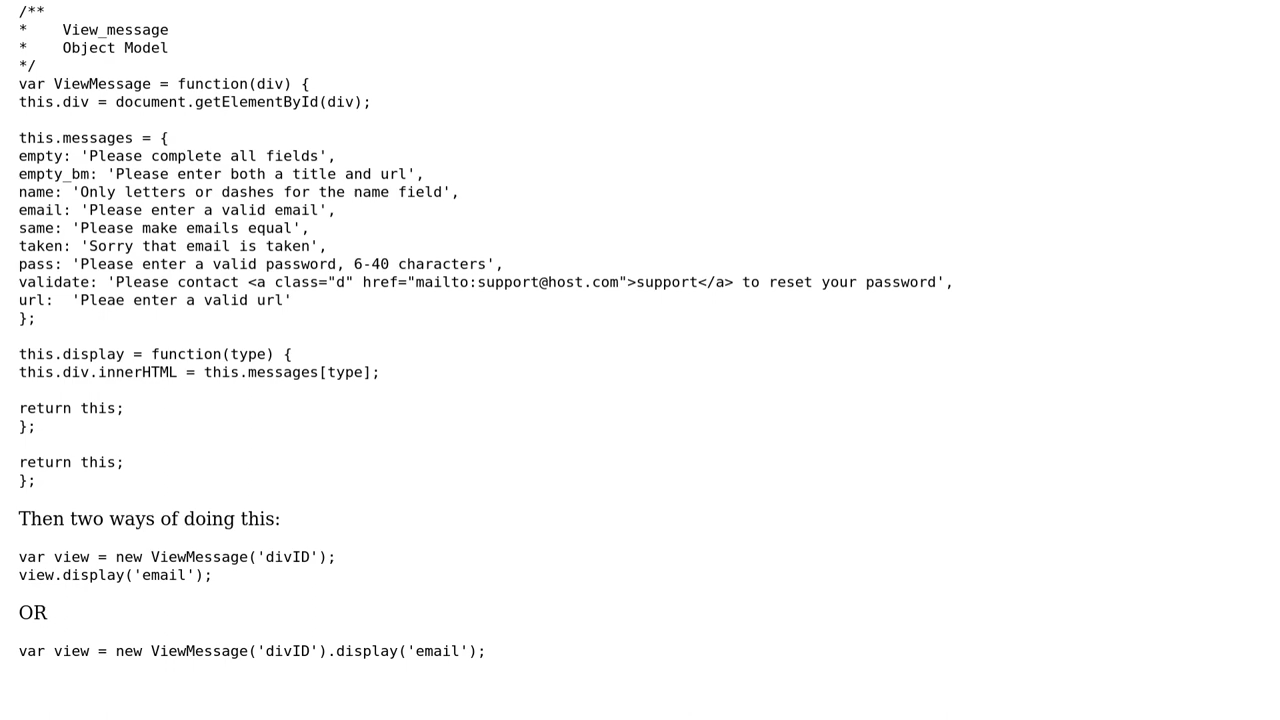 /**
*    View_message
*    Object Model
*/
var ViewMessage = function(div) {
this.div = document.getElementById(div);

this.messages = {
empty: 'Please complete all fields',
empty_bm: 'Please enter both a title and url',
name: 'Only letters or dashes for the name field',
email: 'Please enter a valid email',
same: 'Please make emails equal',
taken: 'Sorry that email is taken',
pass: 'Please enter a valid password, 6-40 characters',
validate: 'Please contact <a class="d" href="mailto:support@host.com">support</a> to reset your password',
url:  'Pleae enter a valid url'
};

this.display = function(type) {
this.div.innerHTML = this.messages[type];

return this;
};

return this;
};

Then two ways of doing this:

var view = new ViewMessage('divID');
view.display('email');

OR

var view = new ViewMessage('divID').display('email');